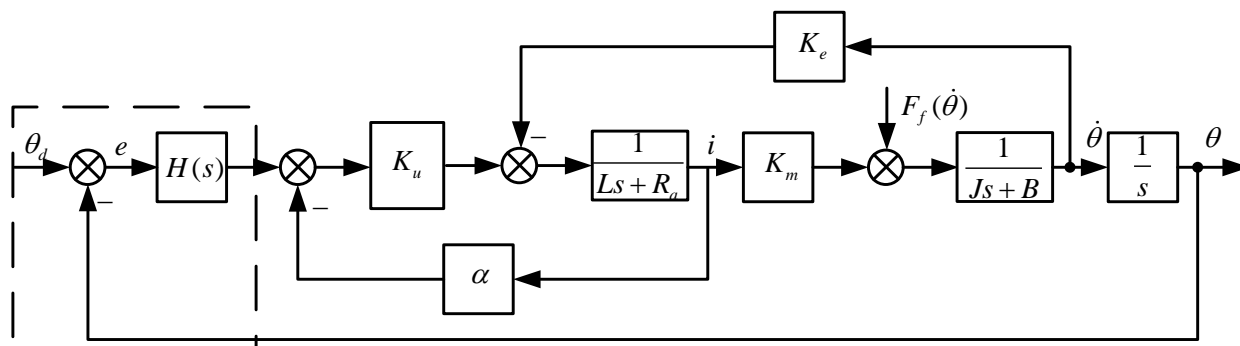 K_e
F_f(θ̇)
θ_d
e
H(s)
K_u
1
Ls + R_a
i
K_m
1
Js + B
θ̇
1
s
θ
−
−
−
α